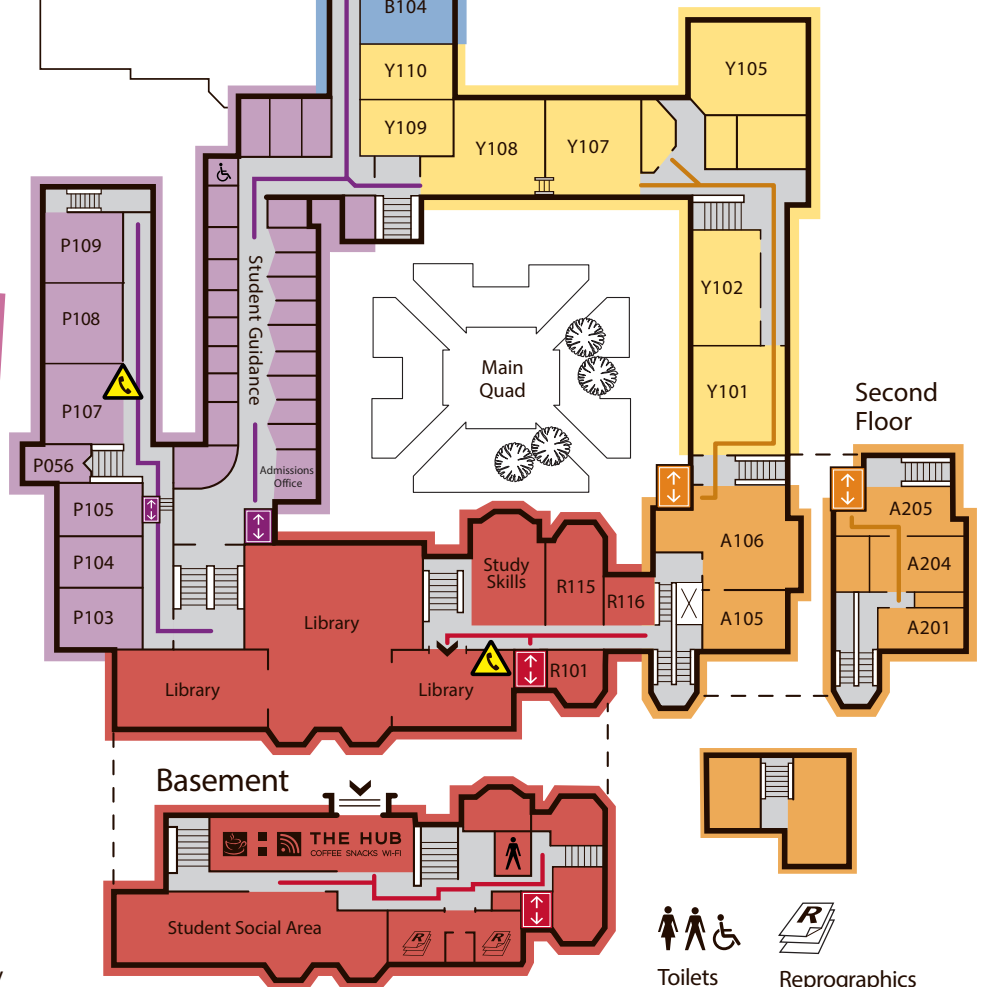 B104
Y110
Y109
Y108
Y107
Y105
P109
P108
P107
P056
P105
P104
P103
Student Guidance
Admissions
Office
Main
Quad
Y102
Y101
Second
Floor
A205
A204
A201
A106
A105
Study
Skills
R115
R116
R101
Library
Library
Library
Basement
THE HUB
COFFEE SNACKS WI-FI
Student Social Area
R
R
R
Toilets
Reprographics